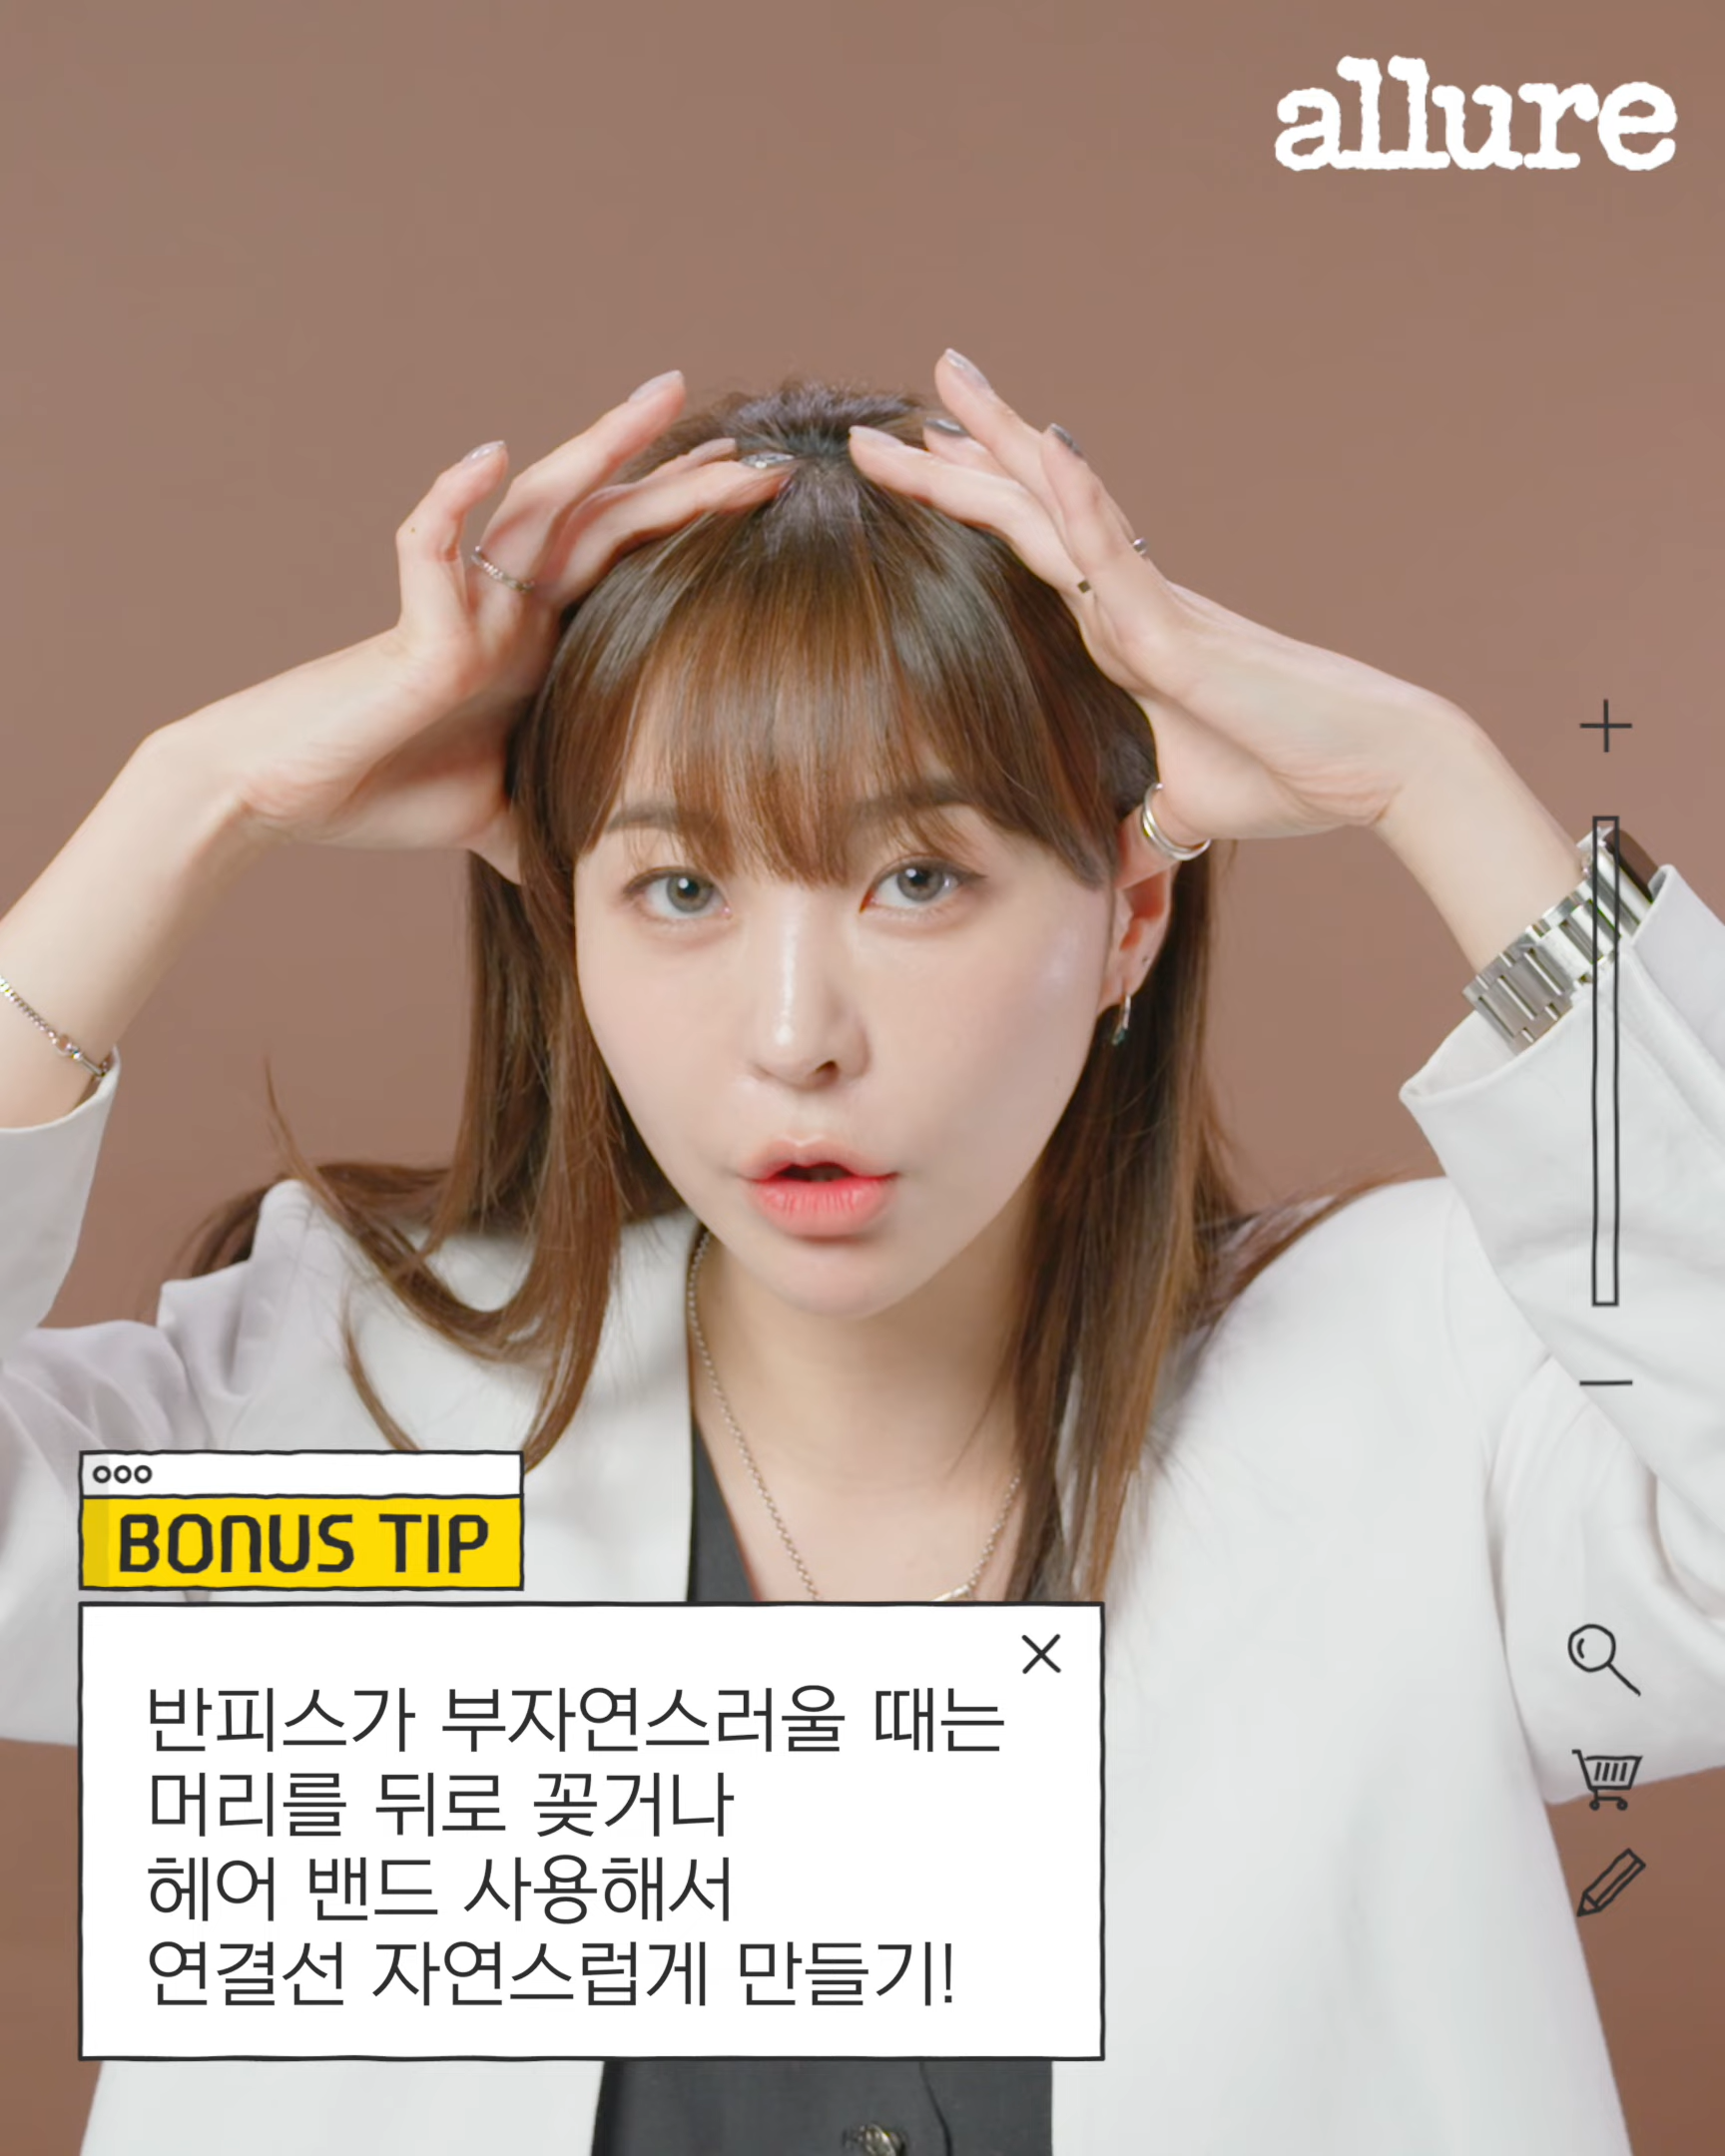 allure
BONUS TIP
반피스가 부자연스러울 때는
머리를 뒤로 꽂거나
헤어 밴드 사용해서
연결선 자연스럽게 만들기!